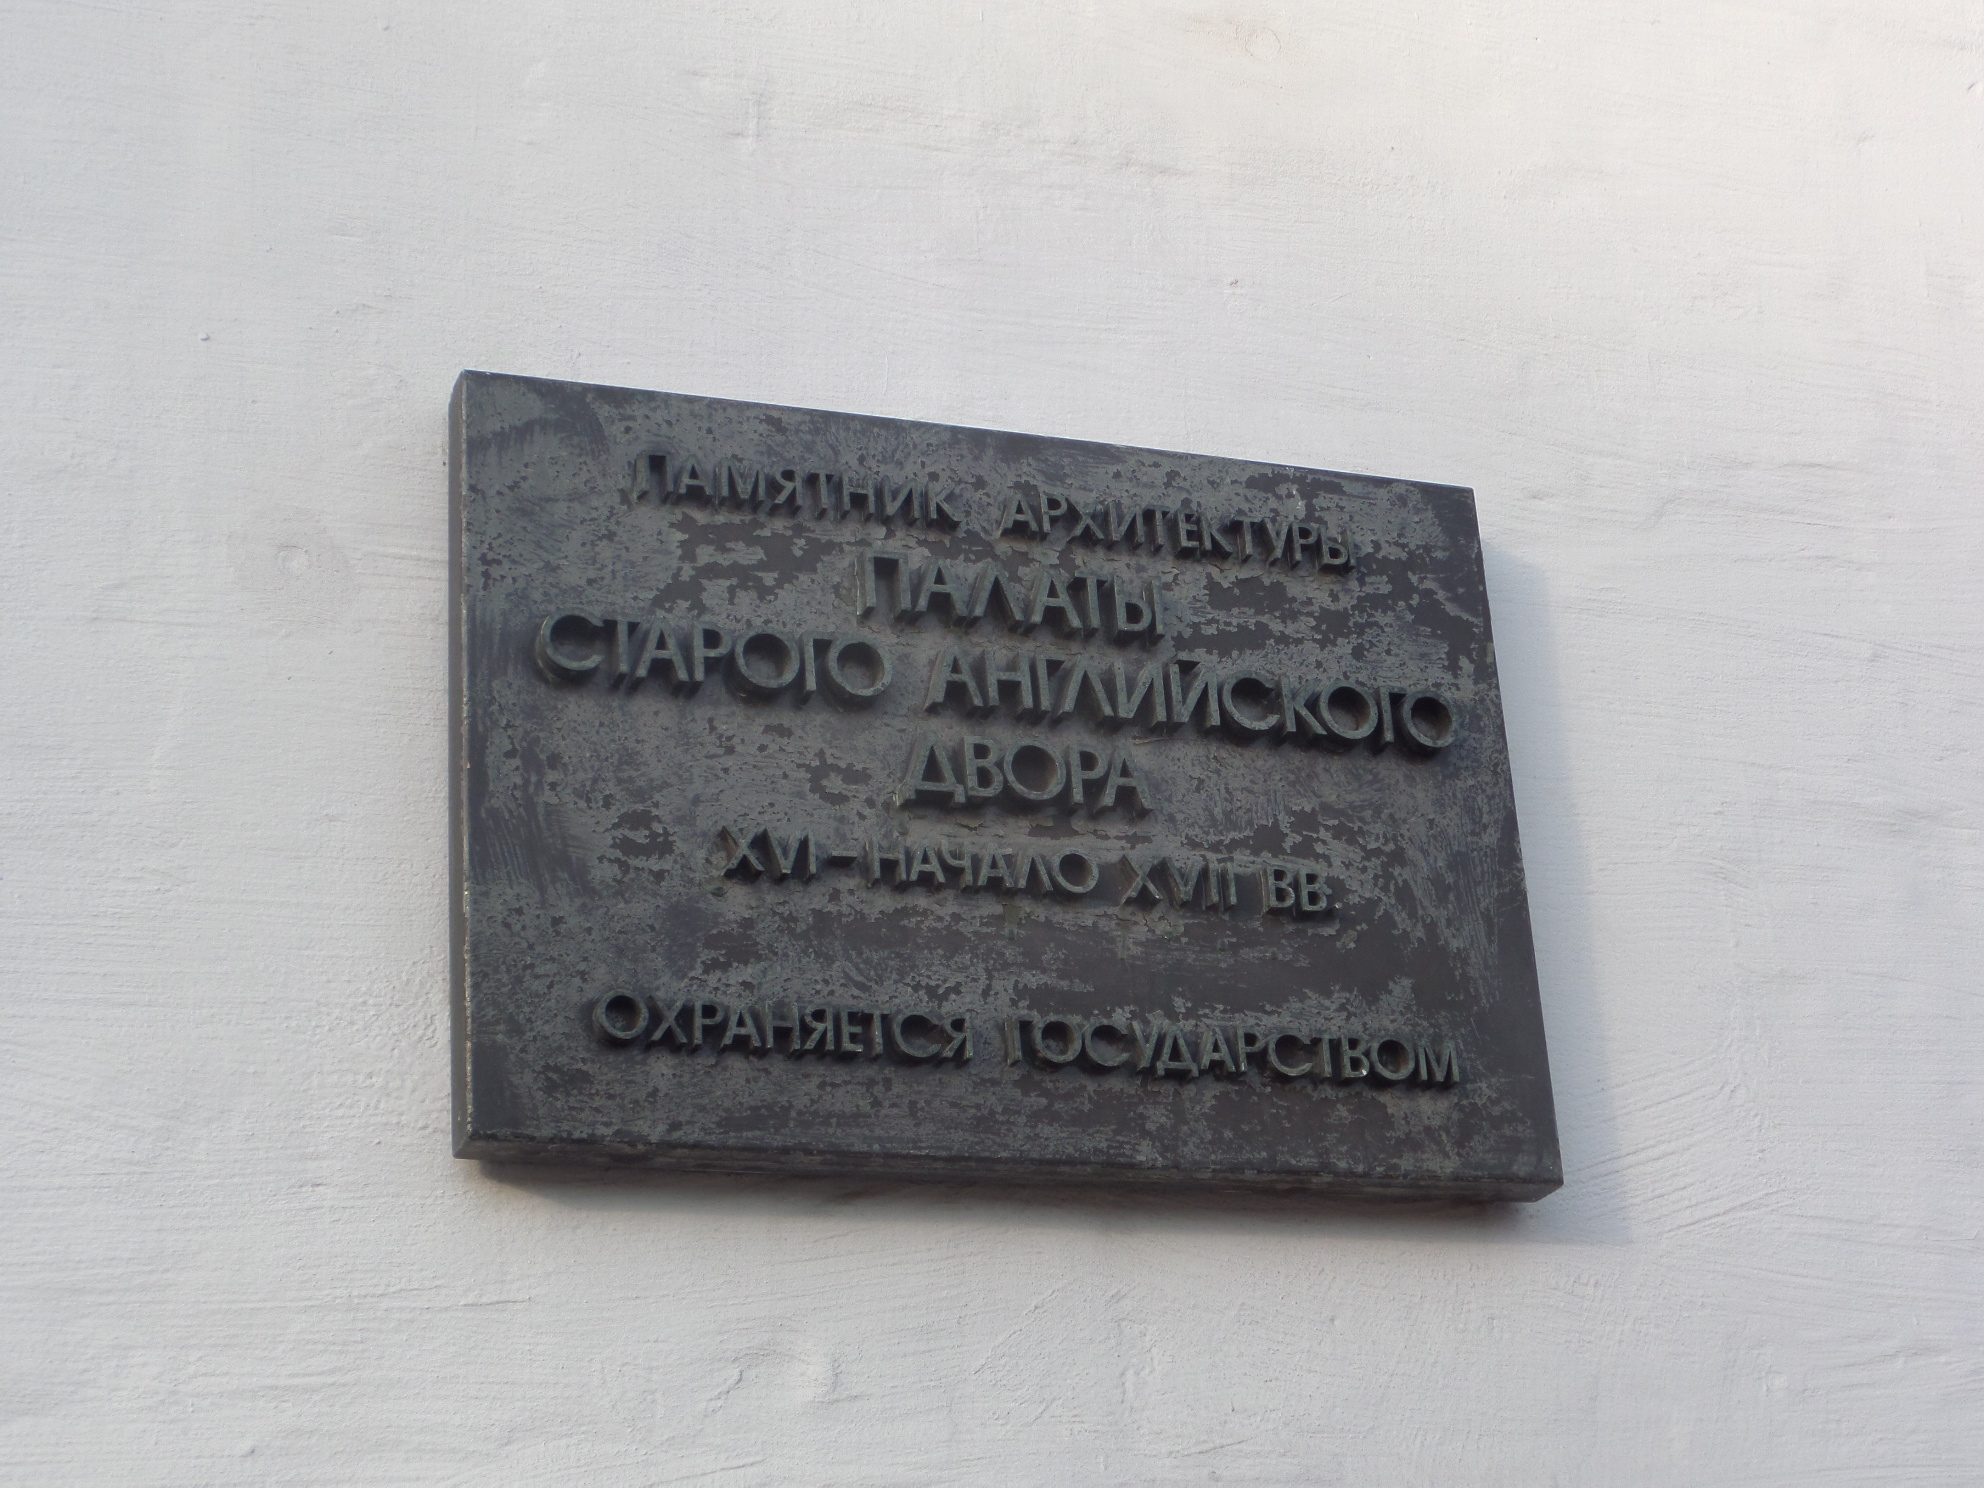 ПАМЯТНИК АРХИТЕКТУРЫ
ПАЛАТЫ
СТАРОГО АНГЛИЙСКОГО
ДВОРА
XVI – НАЧАЛО XVII ВВ.
ОХРАНЯЕТСЯ ГОСУДАРСТВОМ